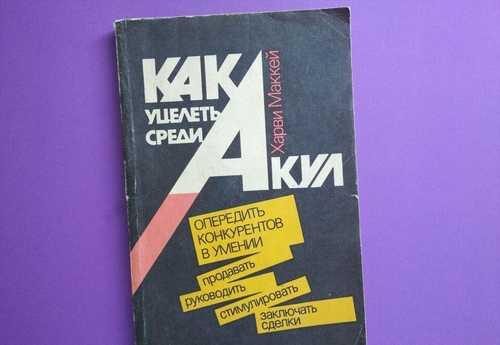 КАК
УЦЕЛЕТЬ
СРЕДИ
АКУЛ
Харви Маккей
ОПЕРЕДИТЬ
КОНКУРЕНТОВ
В УМЕНИИ
продавать
руководить
стимулировать
заключать
сделки